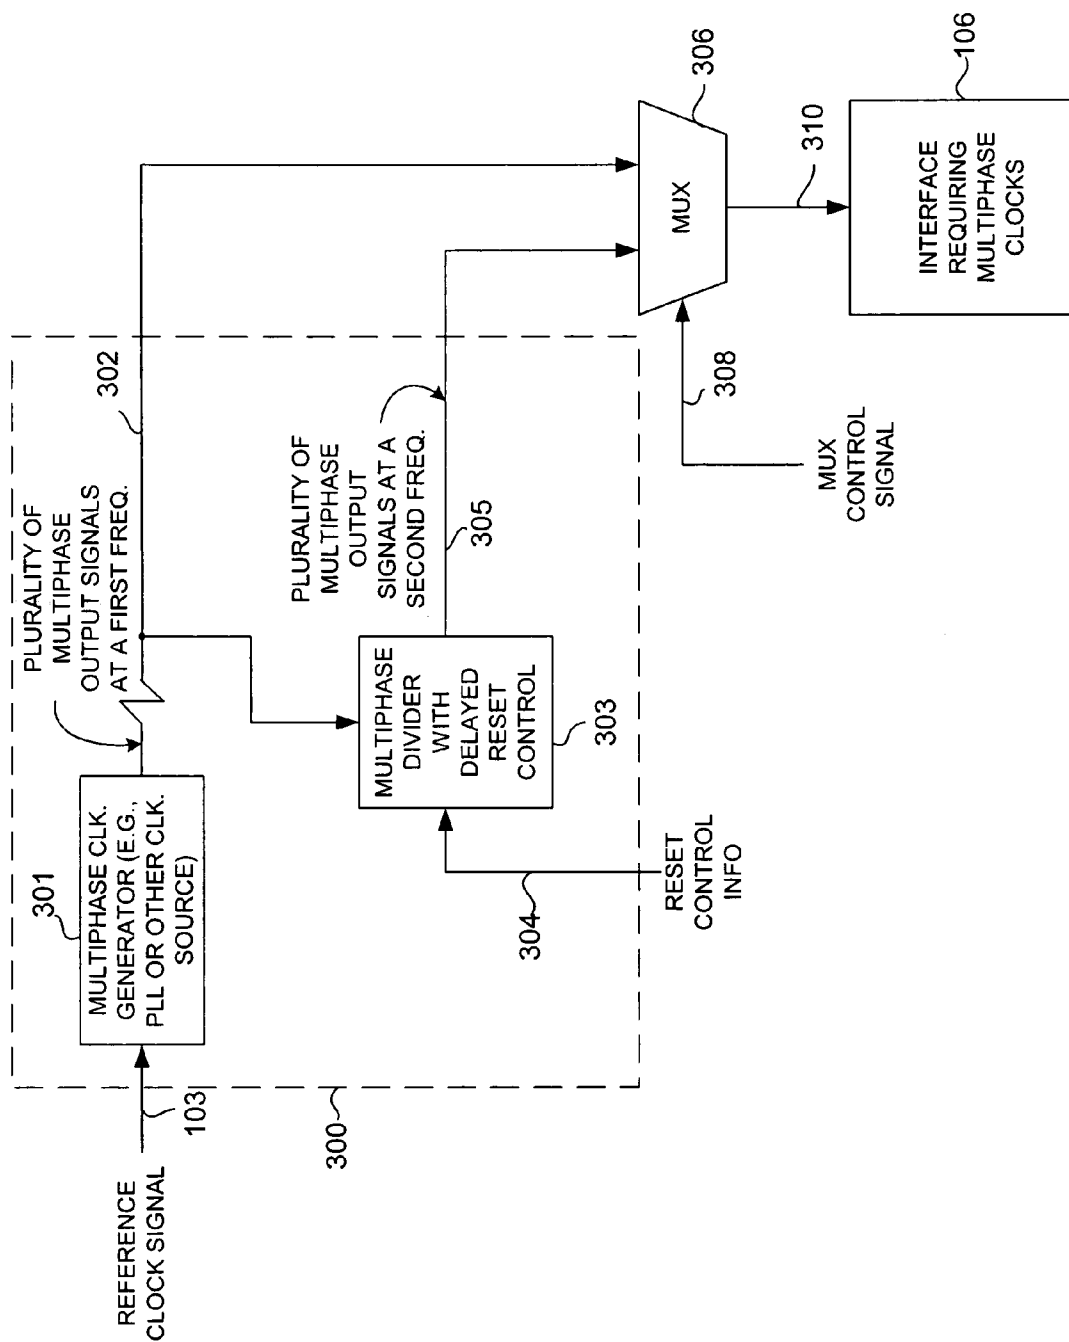 REFERENCE
CLOCK SIGNAL
103
300
301
MULTIPHASE CLK.
GENERATOR (E.G.,
PLL OR OTHER CLK.
SOURCE)
PLURALITY OF
MULTIPHASE
OUTPUT SIGNALS
AT A FIRST FREQ.
302
RESET
CONTROL
INFO
304
MULTIPHASE
DIVIDER
WITH
DELAYED
RESET
CONTROL
303
PLURALITY OF
MULTIPHASE
OUTPUT
SIGNALS AT A
SECOND FREQ.
305
MUX
CONTROL
SIGNAL
308
MUX
306
310
INTERFACE
REQUIRING
MULTIPHASE
CLOCKS
106